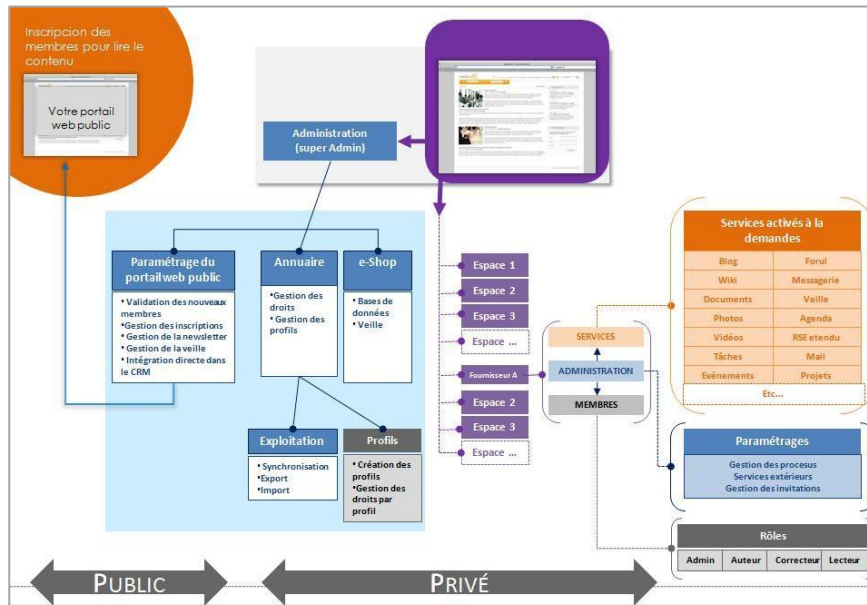 Inscripcion des
membres pour lire le
contenu
Votre portail
web public
Administration
(super Admin)
Paramétrage du
portail web public
• Validation des nouveaux
membres
•Gestion des inscriptions
• Gestion de la newsletter
• Gestion de la veille
• Intégration directe dans
le CRM
Annuaire
•Gestion des
droits
• Gestion des
profils
e-Shop
• Bases de
données
• Veille
Exploitation
•Synchronisation
•Export
•Import
Profils
• Création des
profils
•Gestion des
droits par
profil
Espace 1
Espace 2
Espace 3
Espace ...
Fournisseur A
Espace 2
Espace 3
Espace ...
SERVICES
ADMINISTRATION
MEMBRES
Services activés à la
demandes
Blog Forul
Wiki Messagerie
Documents Veille
Photos Agenda
Vidéos RSE etendu
Tâches Mail
Evénements Projets
Etc...
Paramétrages
Gestion des procesus
Services extérieurs
Gestion des invitations
Rôles
Admin Auteur Correcteur Lecteur
PUBLIC
PRIVÉ